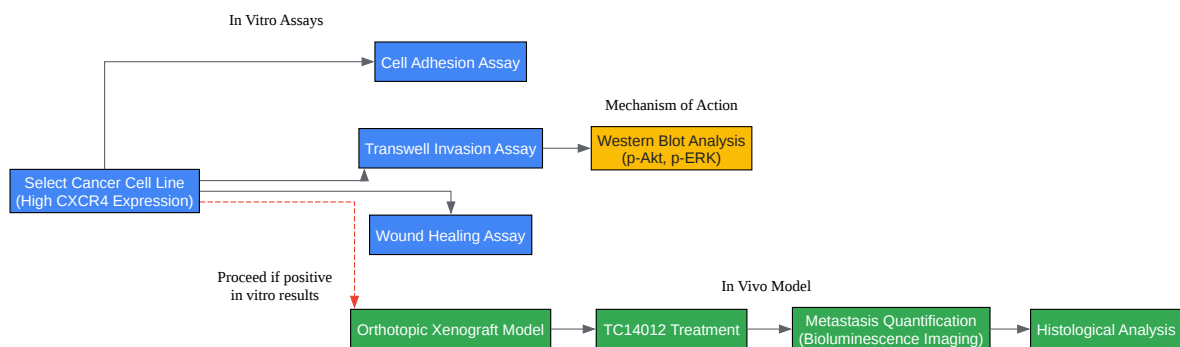 In Vitro Assays
Cell Adhesion Assay
Mechanism of Action
Transwell Invasion Assay
Western Blot Analysis
(p-Akt, p-ERK)
Select Cancer Cell Line
(High CXCR4 Expression)
Wound Healing Assay
Proceed if positive
in vitro results
In Vivo Model
Orthotopic Xenograft Model
TC14012 Treatment
Metastasis Quantification
(Bioluminescence Imaging)
Histological Analysis